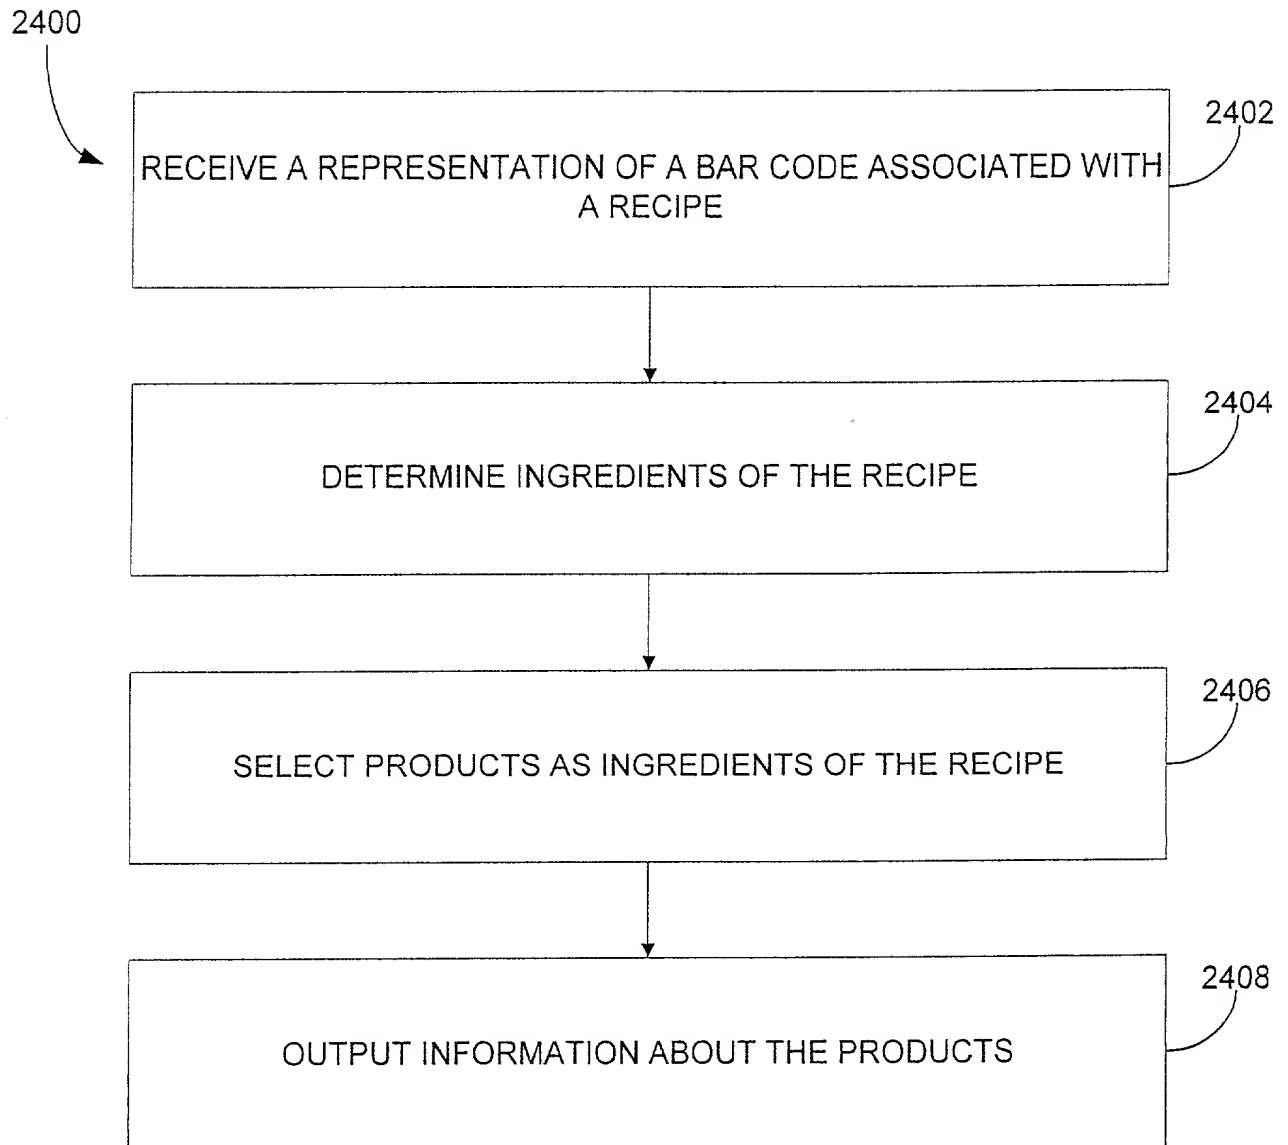 2400
2402
RECEIVE A REPRESENTATION OF A BAR CODE ASSOCIATED WITH
A RECIPE
2404
DETERMINE INGREDIENTS OF THE RECIPE
2406
SELECT PRODUCTS AS INGREDIENTS OF THE RECIPE
2408
OUTPUT INFORMATION ABOUT THE PRODUCTS